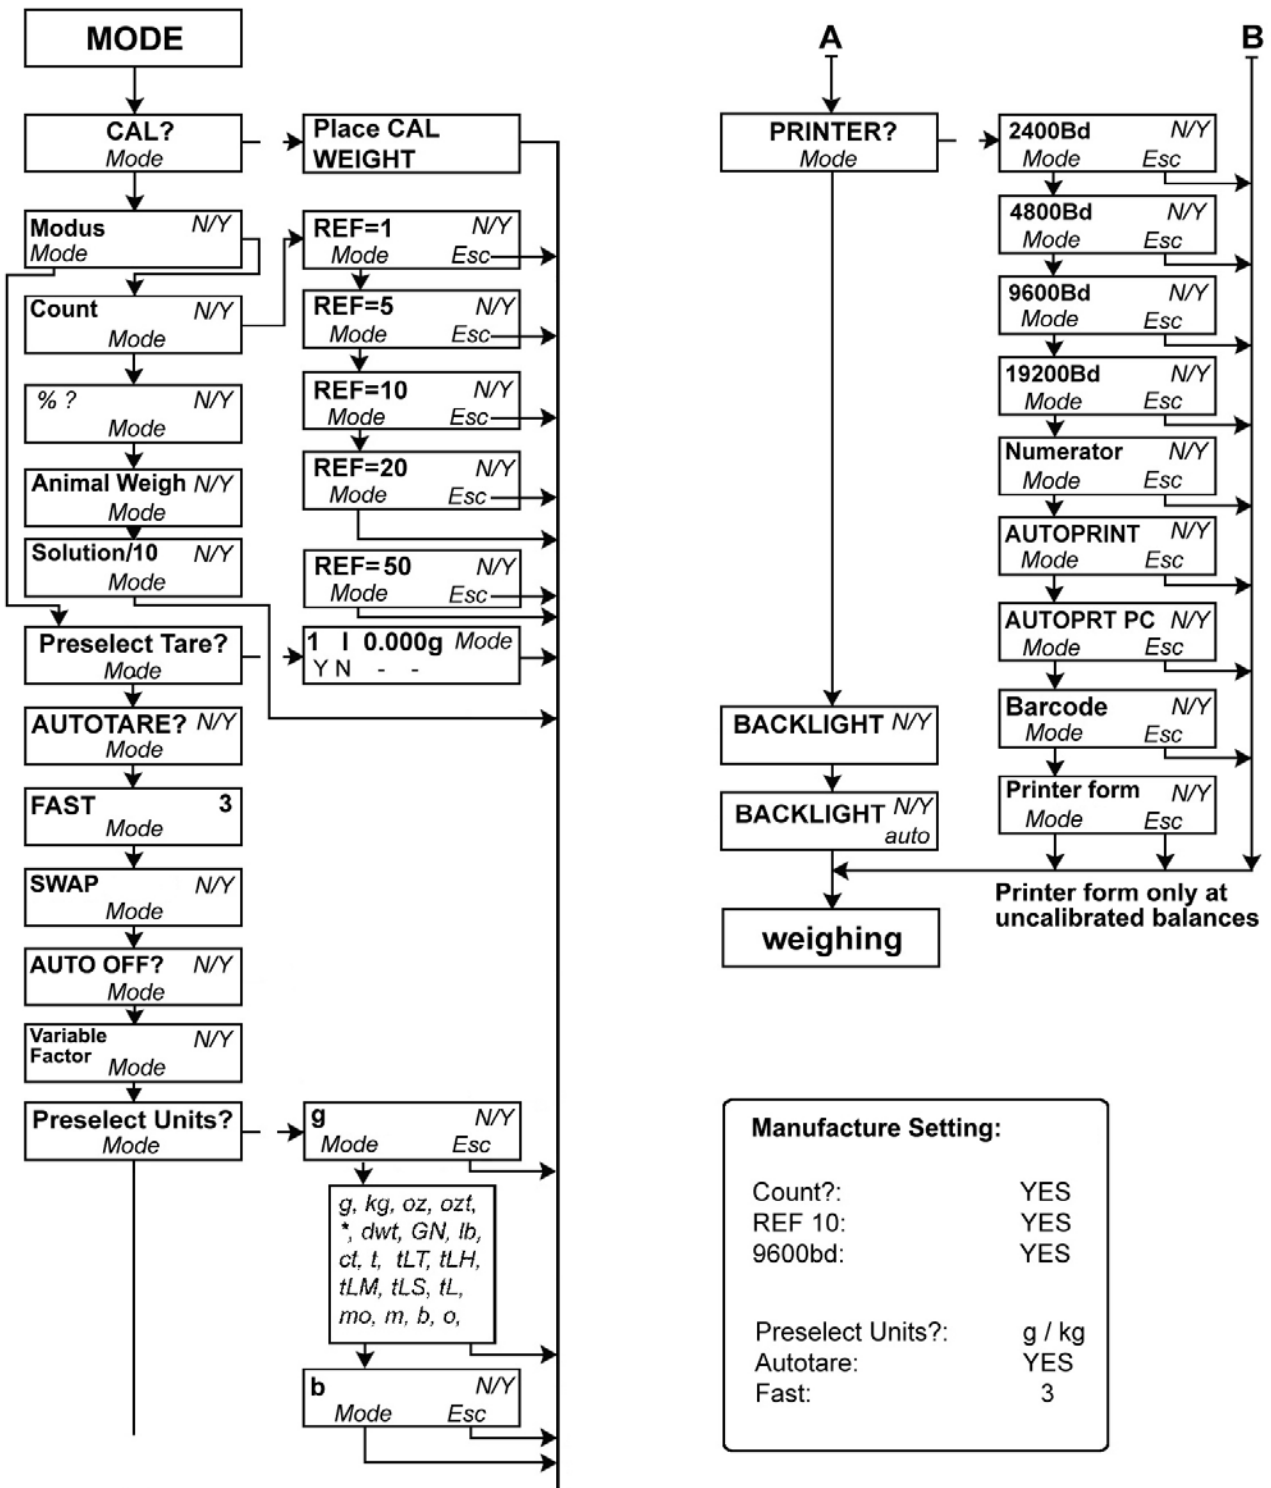 MODE
CAL?
Mode
Place CAL
WEIGHT
Modus N/Y
Mode
Count N/Y
Mode
% ? N/Y
Mode
Animal Weigh N/Y
Mode
Solution/10 N/Y
Mode
REF=1 N/Y
Mode Esc
REF=5 N/Y
Mode Esc
REF=10 N/Y
Mode Esc
REF=20 N/Y
Mode Esc
REF=50 N/Y
Mode Esc
Preselect Tare?
Mode
1 I 0.000g Mode
Y N - -
AUTOTARE? N/Y
Mode
FAST 3
Mode
SWAP N/Y
Mode
AUTO OFF? N/Y
Mode
Variable N/Y
Factor Mode
Preselect Units?
Mode
g N/Y
Mode Esc
g, kg, oz, ozt,
*, dwt, GN, lb,
ct, t, tLT, tLH,
tLM, tLS, tL,
mo, m, b, o,
b N/Y
Mode Esc
A
B
PRINTER?
Mode
2400Bd N/Y
Mode Esc
4800Bd N/Y
Mode Esc
9600Bd N/Y
Mode Esc
19200Bd N/Y
Mode Esc
Numerator N/Y
Mode Esc
AUTOPRINT N/Y
Mode Esc
AUTOPRT PC N/Y
Mode Esc
Barcode N/Y
Mode Esc
Printer form N/Y
Mode Esc
BACKLIGHT N/Y
BACKLIGHT N/Y
auto
Printer form only at
uncalibrated balances
weighing
Manufacture Setting:
Count?: YES
REF 10: YES
9600bd: YES
Preselect Units?: g / kg
Autotare: YES
Fast: 3